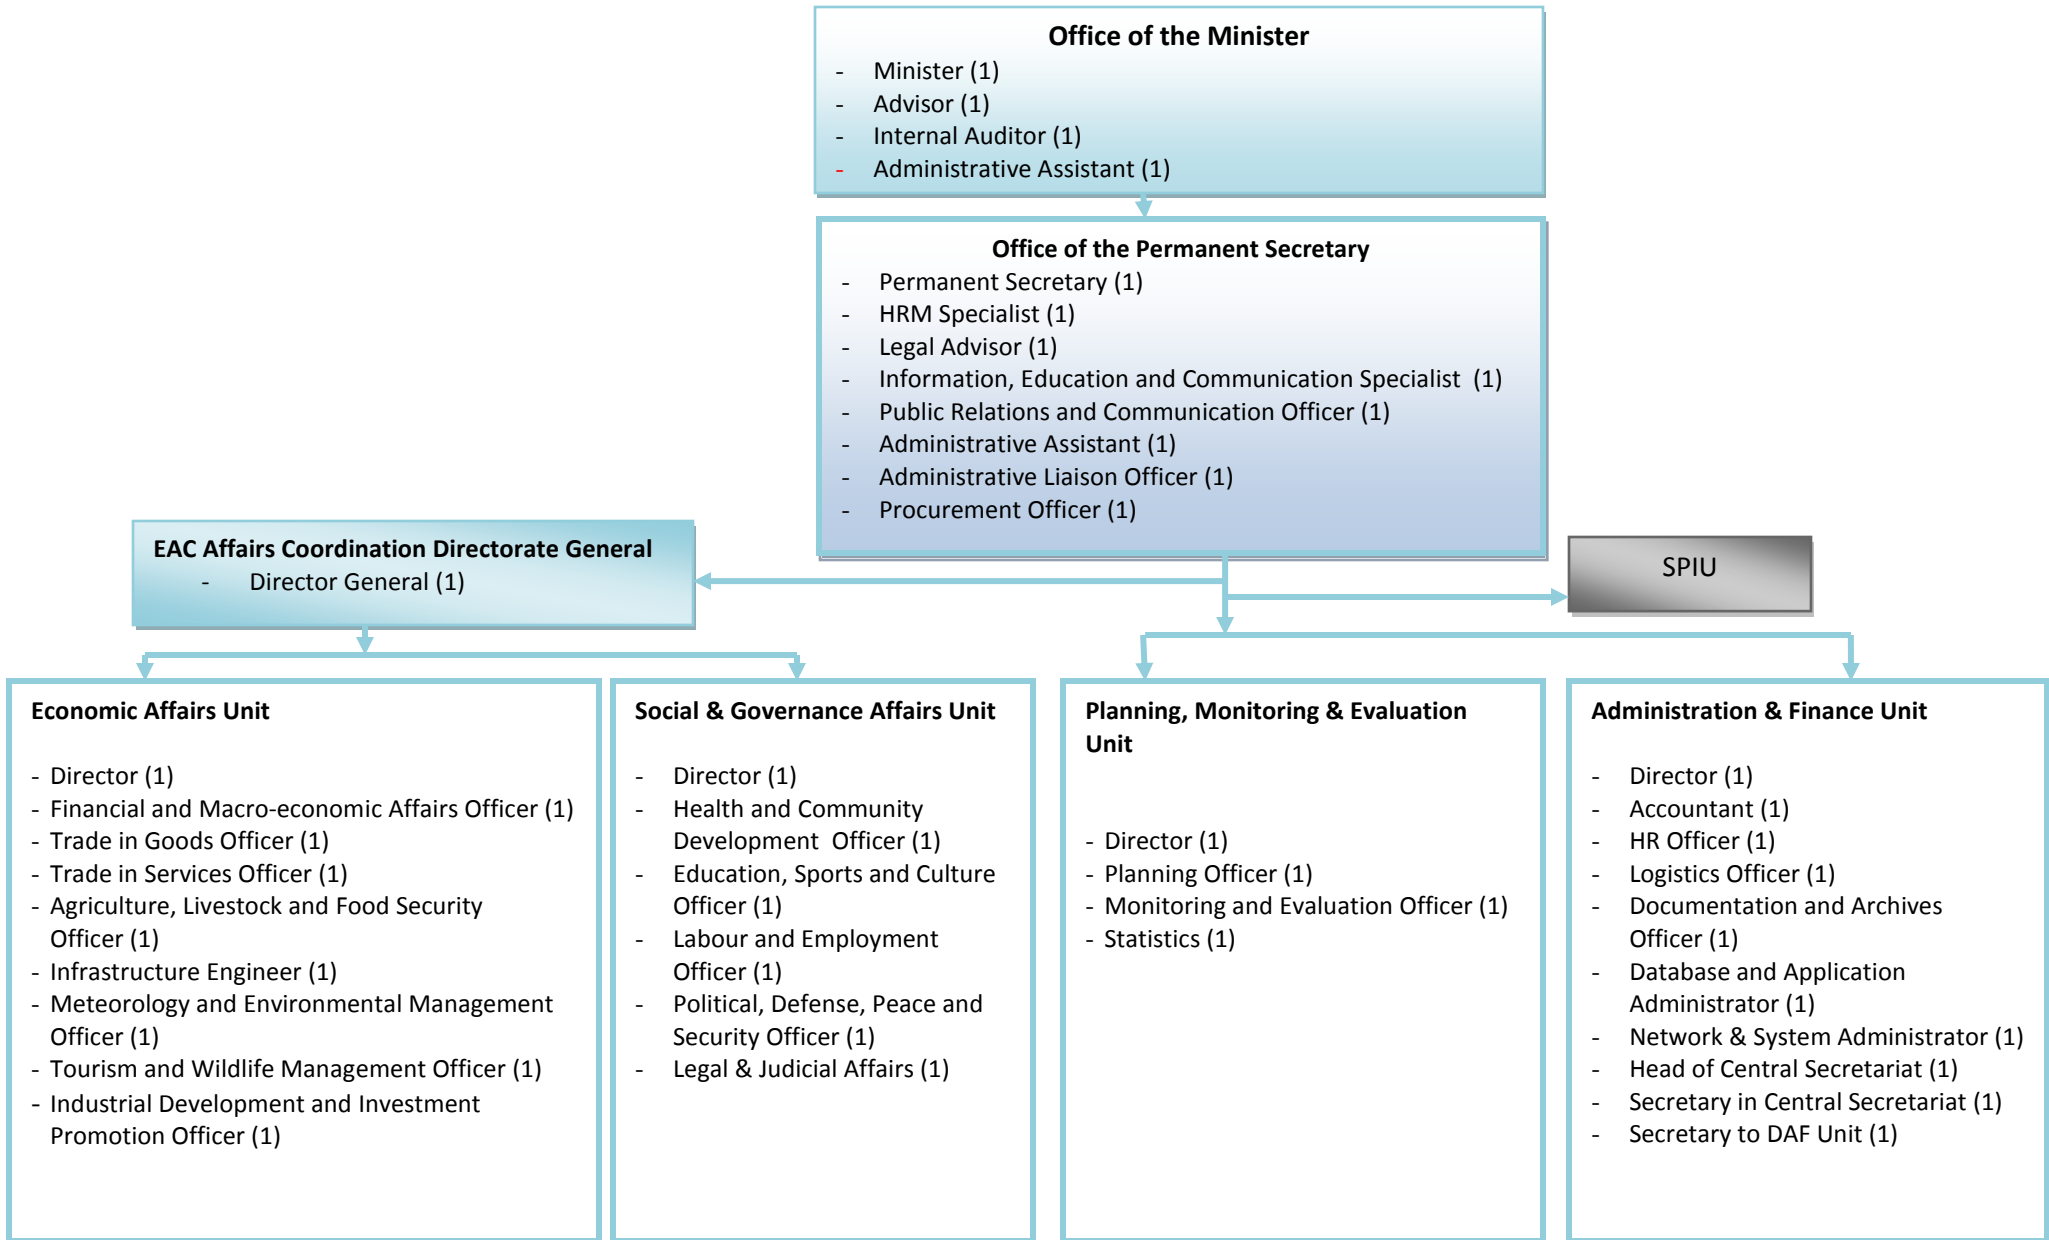 Office of the Minister
- Minister (1)
- Advisor (1)
- Internal Auditor (1)
- Administrative Assistant (1)
Office of the Permanent Secretary
- Permanent Secretary (1)
- HRM Specialist (1)
- Legal Advisor (1)
- Information, Education and Communication Specialist  (1)
- Public Relations and Communication Officer (1)
- Administrative Assistant (1)
- Administrative Liaison Officer (1)
- Procurement Officer (1)
EAC Affairs Coordination Directorate General
- Director General (1)
SPIU
Economic Affairs Unit
- Director (1)
- Financial and Macro-economic Affairs Officer (1)
- Trade in Goods Officer (1)
- Trade in Services Officer (1)
- Agriculture, Livestock and Food Security
Officer (1)
- Infrastructure Engineer (1)
- Meteorology and Environmental Management
Officer (1)
- Tourism and Wildlife Management Officer (1)
- Industrial Development and Investment
Promotion Officer (1)
Social & Governance Affairs Unit
- Director (1)
- Health and Community
Development  Officer (1)
- Education, Sports and Culture
Officer (1)
- Labour and Employment
Officer (1)
- Political, Defense, Peace and
Security Officer (1)
- Legal & Judicial Affairs (1)
Planning, Monitoring & Evaluation
Unit
- Director (1)
- Planning Officer (1)
- Monitoring and Evaluation Officer (1)
- Statistics (1)
Administration & Finance Unit
- Director (1)
- Accountant (1)
- HR Officer (1)
- Logistics Officer (1)
- Documentation and Archives
Officer (1)
- Database and Application
Administrator (1)
- Network & System Administrator (1)
- Head of Central Secretariat (1)
- Secretary in Central Secretariat (1)
- Secretary to DAF Unit (1)